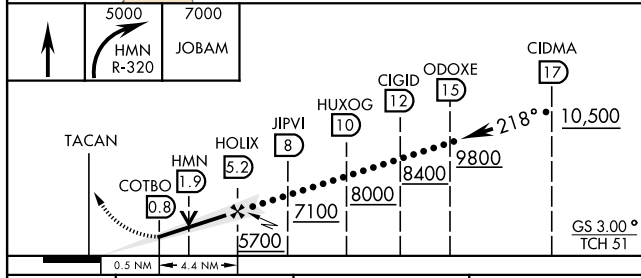 5000
HMN
R-320
7000
JOBAM
CIDMA
17
ODOXE
15
CIGID
12
HUXOG
10
JIPVI
8
HOLIX
5.2
HMN
1.9
COTBO
0.8
TACAN
218°
10,500
9800
8400
8000
7100
5700
GS 3.00°
TCH 51
0.5 NM
4.4 NM